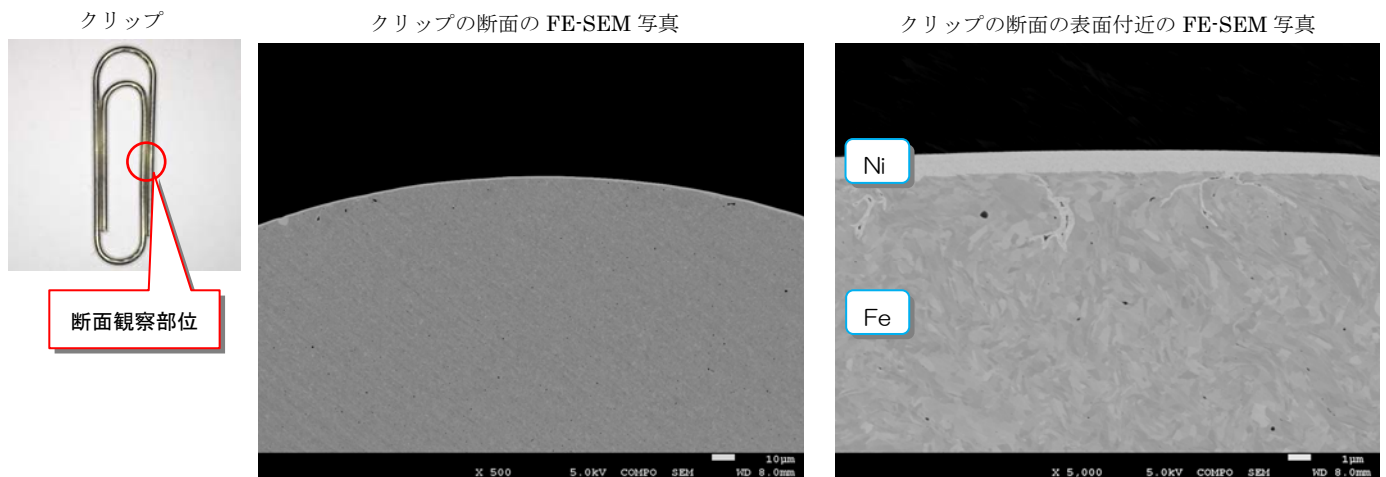 クリップ
クリップの断面の FE-SEM 写真
クリップの断面の表面付近の FE-SEM 写真
断面観察部位
Ni
Fe
10μm
X 500 5.0kV COMPO SEM WD 8.0mm
1μm
X 5,000 5.0kV COMPO SEM WD 8.0mm